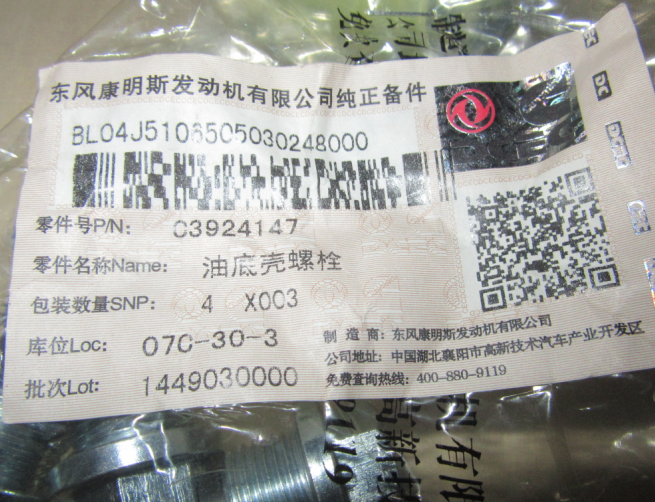 东风康明斯发动机有限公司纯正备件
BL04J5106505030248000
零件号P/N: C3924147
零件名称Name: 油底壳螺栓
包装数量SNP: 4 X003
库位Loc: 07C-30-3
批次Lot: 1449030000
制 造 商: 东风康明斯发动机有限公司
公司地址: 中国湖北襄阳市高新技术汽车产业开发区
免费查询热线: 400-880-9119